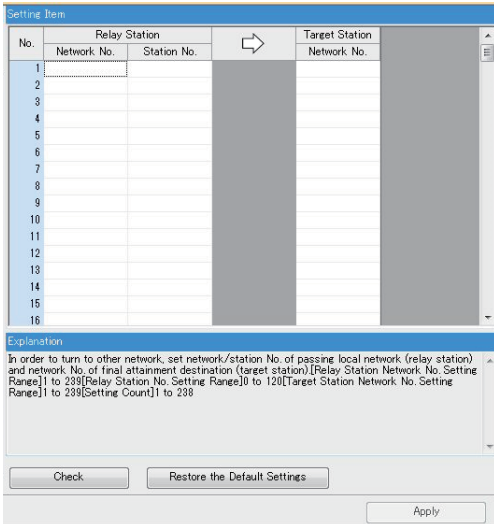 Setting Item
No. Relay Station Target Station
Network No. Station No. Network No.
1
2
3
4
5
6
7
8
9
10
11
12
13
14
15
16
Explanation
In order to turn to other network, set network/station No. of passing local network (relay station)
and network No. of final attainment destination (target station).[Relay Station Network No. Setting
Range]1 to 239[Relay Station No. Setting Range]0 to 120[Target Station Network No. Setting
Range]1 to 239[Setting Count]1 to 238
Check Restore the Default Settings
Apply